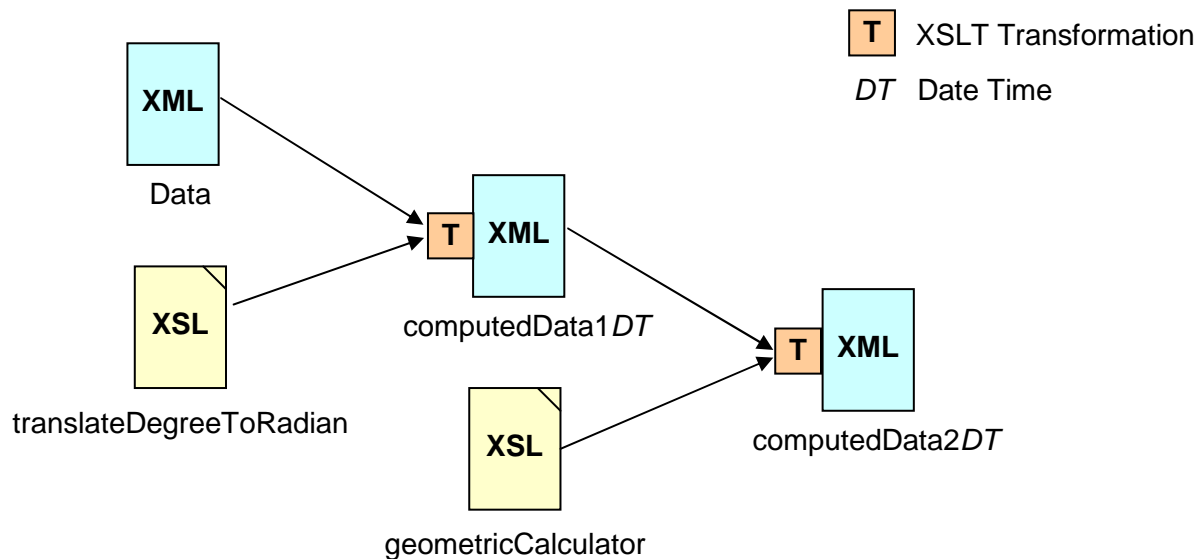 T XSLT Transformation
DT Date Time
XML
Data
T XML
computedData1DT
XSL
translateDegreeToRadian
T XML
computedData2DT
XSL
geometricCalculator